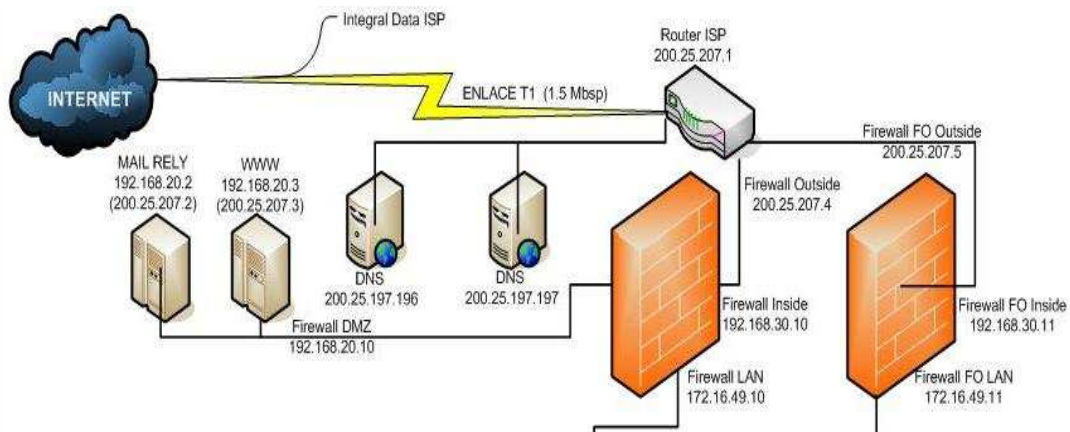 Integral Data ISP
Router ISP
200.25.207.1
INTERNET
ENLACE T1 (1.5 Mbsp)
Firewall FO Outside
200.25.207.5
MAIL RELY
192.168.20.2
(200.25.207.2)
WWW
192.168.20.3
(200.25.207.3)
Firewall Outside
200.25.207.4
DNS
200.25.197.196
DNS
200.25.197.197
Firewall Inside
192.168.30.10
Firewall FO Inside
192.168.30.11
Firewall DMZ
192.168.20.10
Firewall LAN
172.16.49.10
Firewall FO LAN
172.16.49.11